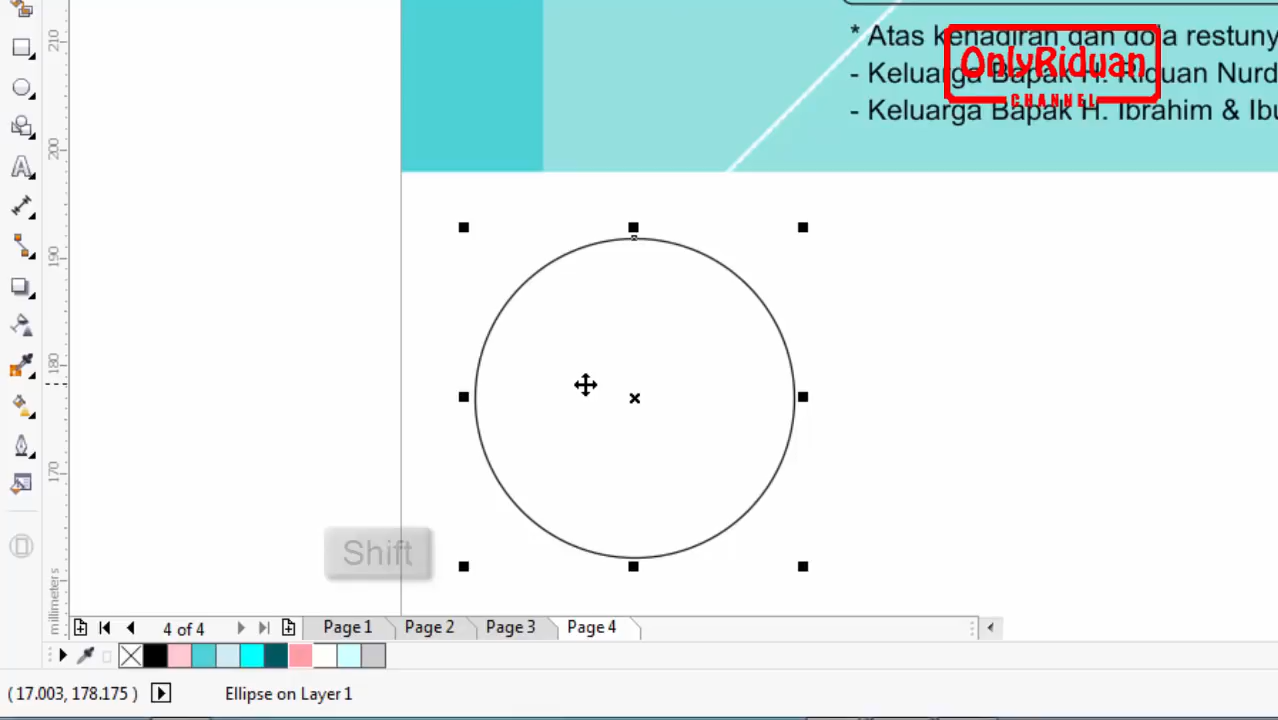 * Atas kehadiran dan do'a restuny
OnlyRiduan
- Keluarga Bapak H. Riduan Nurd
CHANNEL
- Keluarga Bapak H. Ibrahim & Ibu
210
200
190
180
170
millimeters
Shift
4 of 4
Page 1
Page 2
Page 3
Page 4
( 17.003, 178.175 )
Ellipse on Layer 1